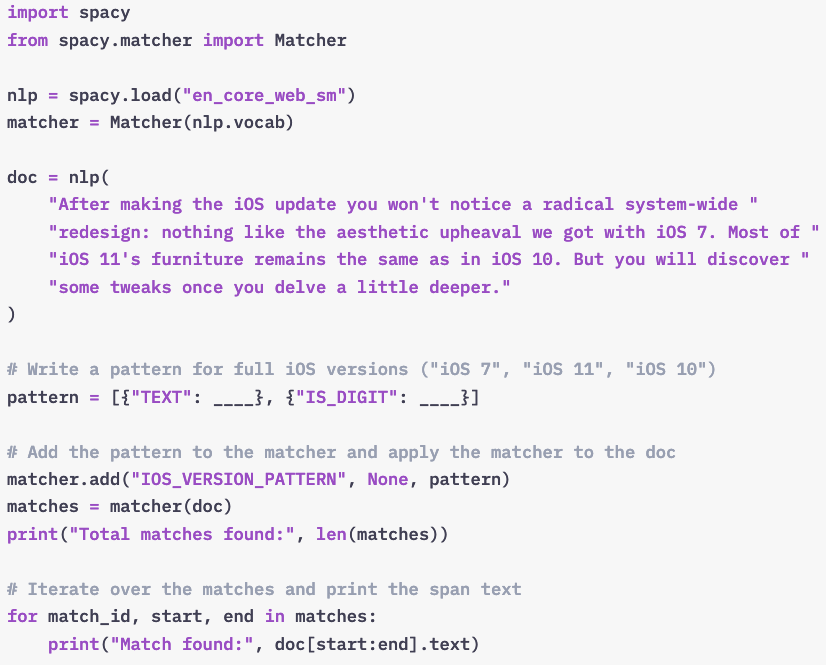 import spacy
from spacy.matcher import Matcher

nlp = spacy.load("en_core_web_sm")
matcher = Matcher(nlp.vocab)

doc = nlp(
    "After making the iOS update you won't notice a radical system-wide "
    "redesign: nothing like the aesthetic upheaval we got with iOS 7. Most of "
    "iOS 11's furniture remains the same as in iOS 10. But you will discover "
    "some tweaks once you delve a little deeper."
)

# Write a pattern for full iOS versions ("iOS 7", "iOS 11", "iOS 10")
pattern = [{"TEXT": ____}, {"IS_DIGIT": ____}]

# Add the pattern to the matcher and apply the matcher to the doc
matcher.add("IOS_VERSION_PATTERN", None, pattern)
matches = matcher(doc)
print("Total matches found:", len(matches))

# Iterate over the matches and print the span text
for match_id, start, end in matches:
    print("Match found:", doc[start:end].text)